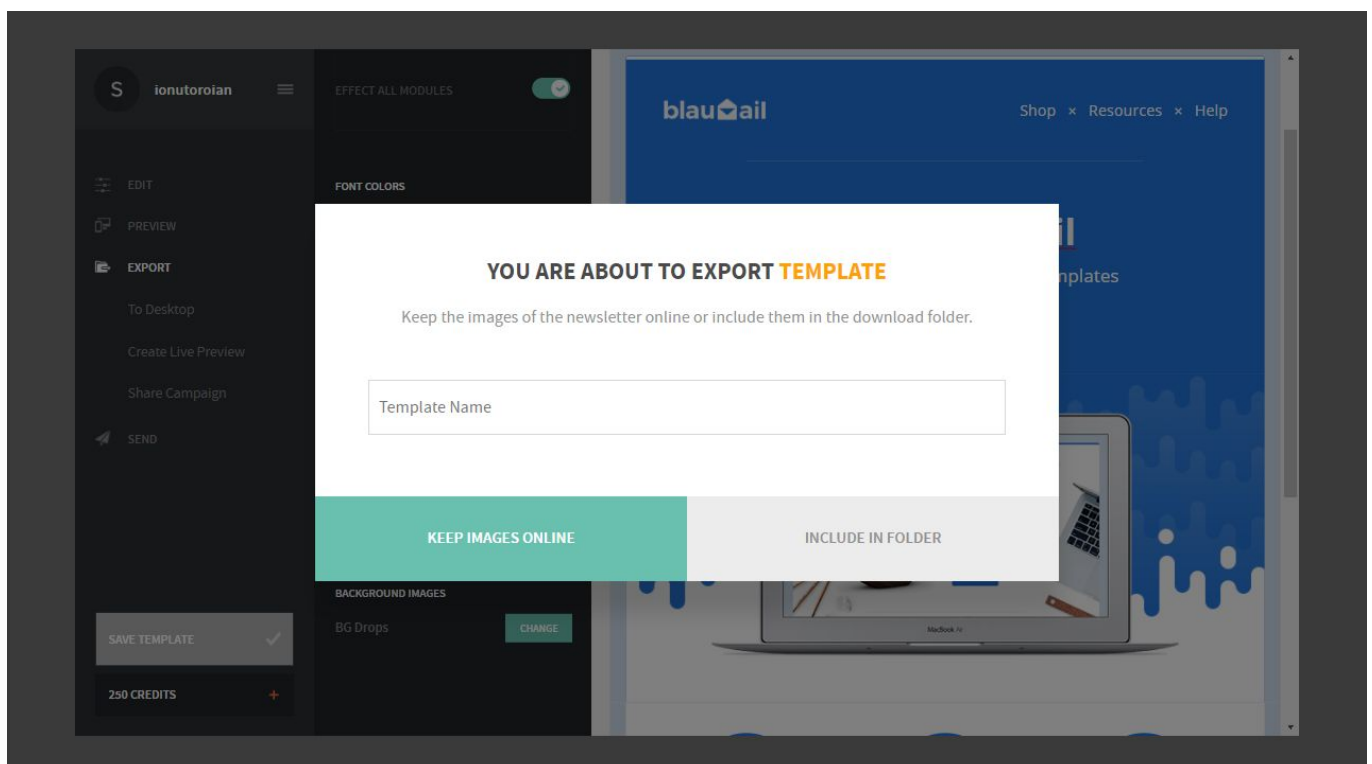 S ionutoroian
EDIT
PREVIEW
EXPORT
To Desktop
Create Live Preview
Share Campaign
SEND
SAVE TEMPLATE
250 CREDITS +
EFFECT ALL MODULES
FONT COLORS
YOU ARE ABOUT TO EXPORT TEMPLATE
Keep the images of the newsletter online or include them in the download folder.
Template Name
KEEP IMAGES ONLINE
INCLUDE IN FOLDER
BACKGROUND IMAGES
BG Drops
CHANGE
blau ail
Shop × Resources × Help
MacBook Air